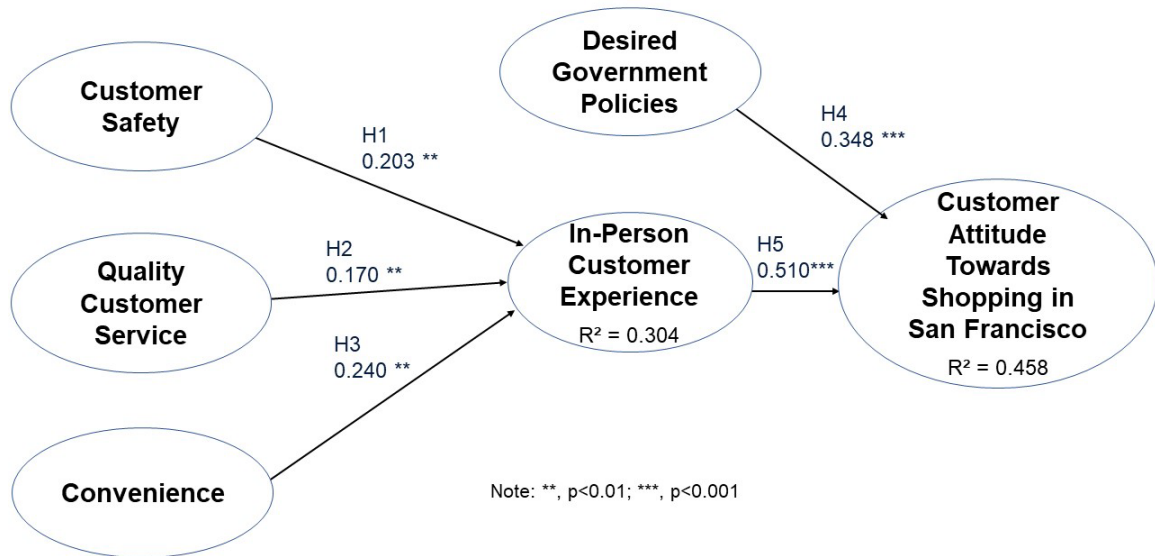 Customer
Safety
Desired
Government
Policies
H1
0.203 **
H4
0.348 ***
Quality
Customer
Service
H2
0.170 **
In-Person
Customer
Experience
R² = 0.304
H5
0.510***
Customer
Attitude
Towards
Shopping in
San Francisco
R² = 0.458
H3
0.240 **
Convenience
Note: **, p<0.01; ***, p<0.001